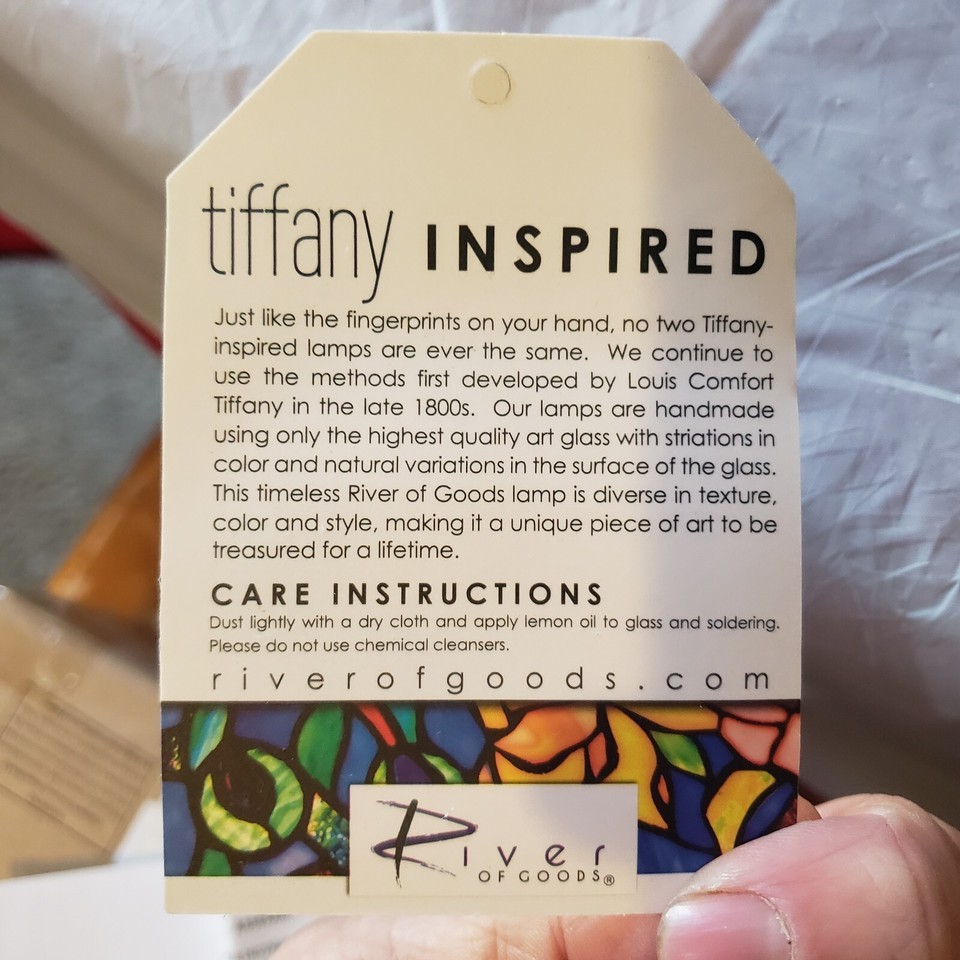 tiffany INSPIRED
Just like the fingerprints on your hand, no two Tiffany-
inspired lamps are ever the same. We continue to
use the methods first developed by Louis Comfort
Tiffany in the late 1800s. Our lamps are handmade
using only the highest quality art glass with striations in
color and natural variations in the surface of the glass.
This timeless River of Goods lamp is diverse in texture,
color and style, making it a unique piece of art to be
treasured for a lifetime.
CARE INSTRUCTIONS
Dust lightly with a dry cloth and apply lemon oil to glass and soldering.
Please do not use chemical cleansers.
riverofgoods.com
River
OF GOODS®